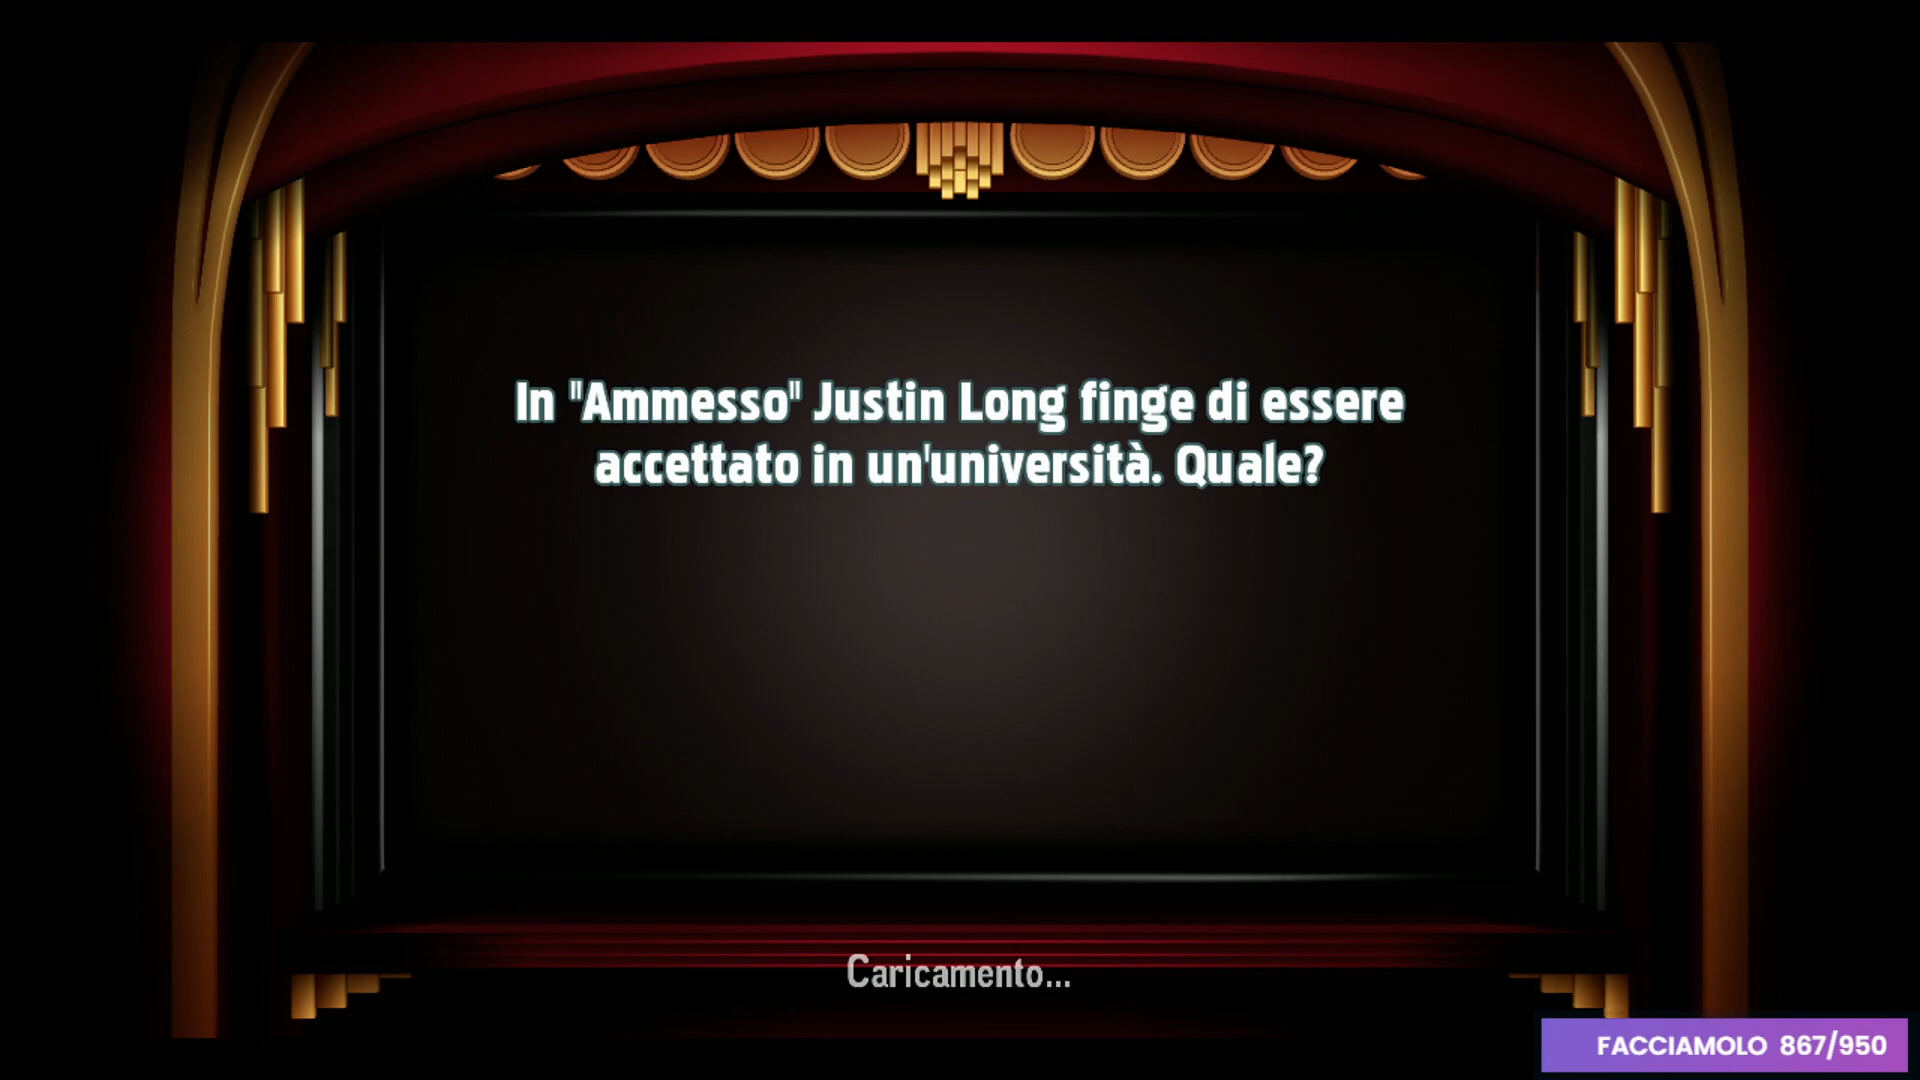 In "Ammesso" Justin Long finge di essere
accettato in un'università. Quale?
Caricamento...
FACCIAMOLO 867/950